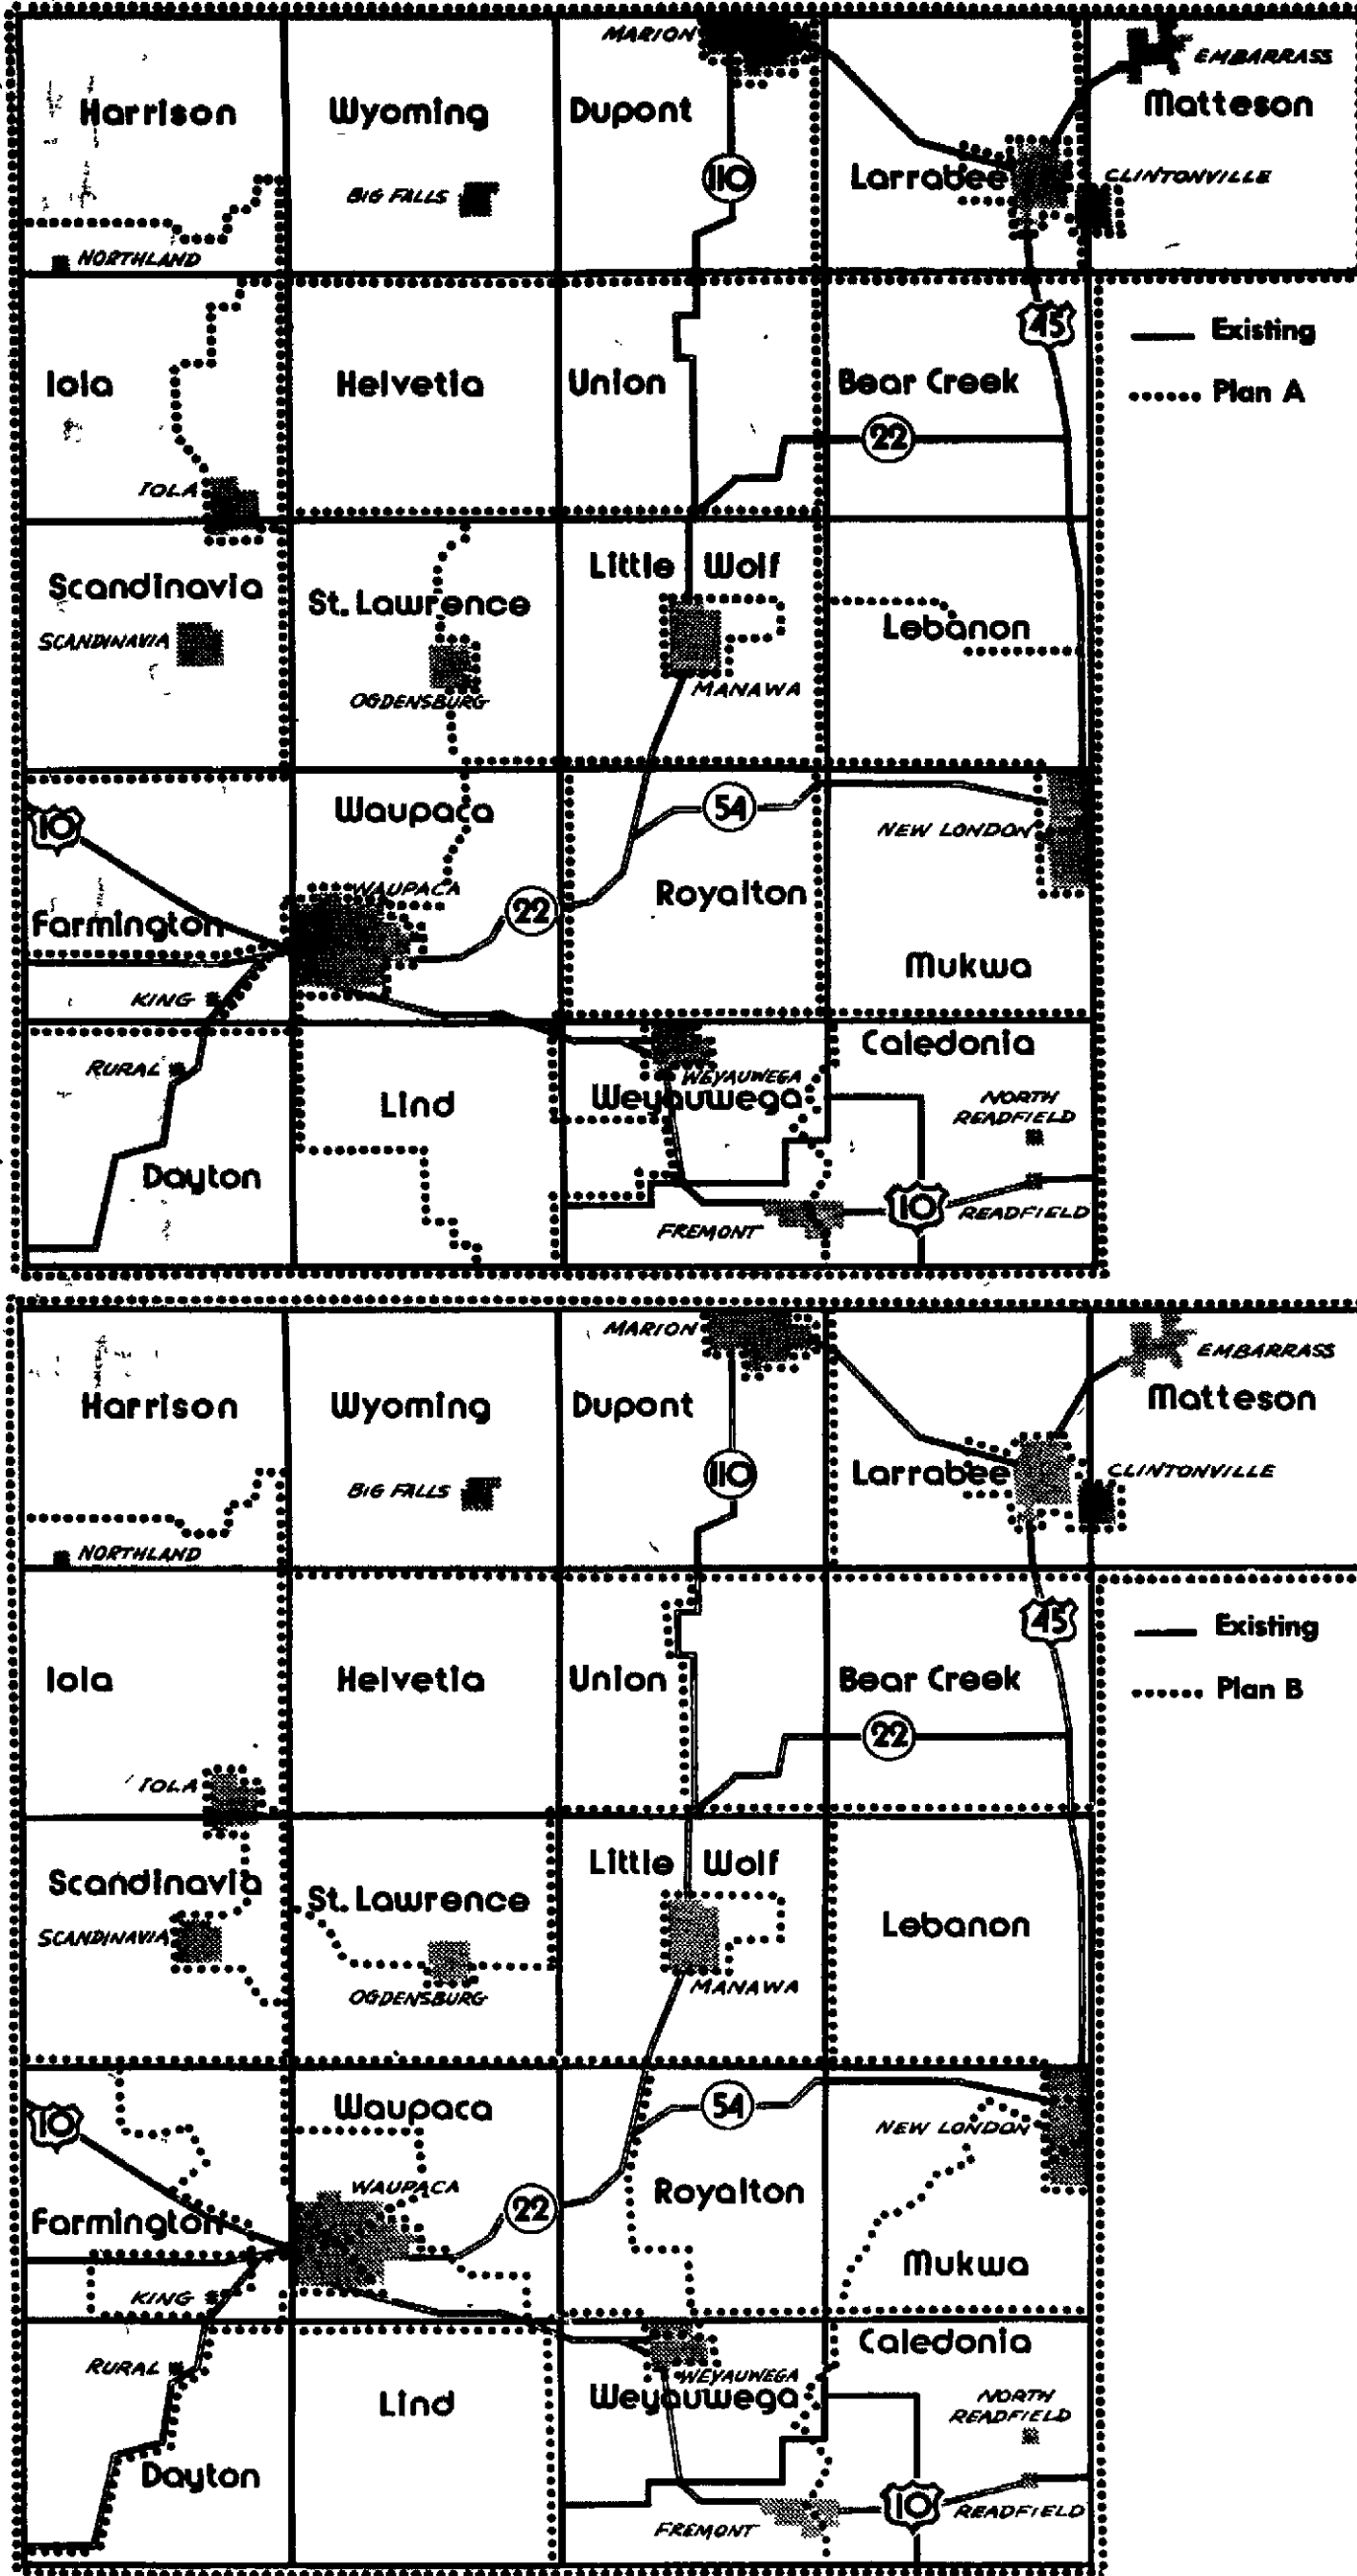 MARION
EMBARRASS
Harrison
Wyoming
Dupont
Matteson
110
Larrabee
CLINTONVILLE
BIG FALLS
NORTHLAND
45
Existing
Iola
Helvetia
Union
Bear Creek
Plan A
22
IOLA
Little Wolf
Scandinavia
St. Lawrence
Lebanon
SCANDINAVIA
MANAWA
OGDENSBURG
Waupaca
54
10
NEW LONDON
WAUPACA
Royalton
22
Farmington
Mukwa
KING
Caledonia
RURAL
WEYAUWEGA
Lind
Weyauwega
NORTH
READFIELD
Dayton
10
READFIELD
FREMONT
MARION
EMBARRASS
Harrison
Wyoming
Dupont
Matteson
110
Larrabee
CLINTONVILLE
BIG FALLS
NORTHLAND
45
Existing
Iola
Helvetia
Union
Bear Creek
Plan B
22
IOLA
Little Wolf
Scandinavia
St. Lawrence
Lebanon
SCANDINAVIA
MANAWA
OGDENSBURG
Waupaca
54
10
NEW LONDON
WAUPACA
Royalton
22
Farmington
Mukwa
KING
Caledonia
RURAL
WEYAUWEGA
Lind
Weyauwega
NORTH
READFIELD
Dayton
10
READFIELD
FREMONT